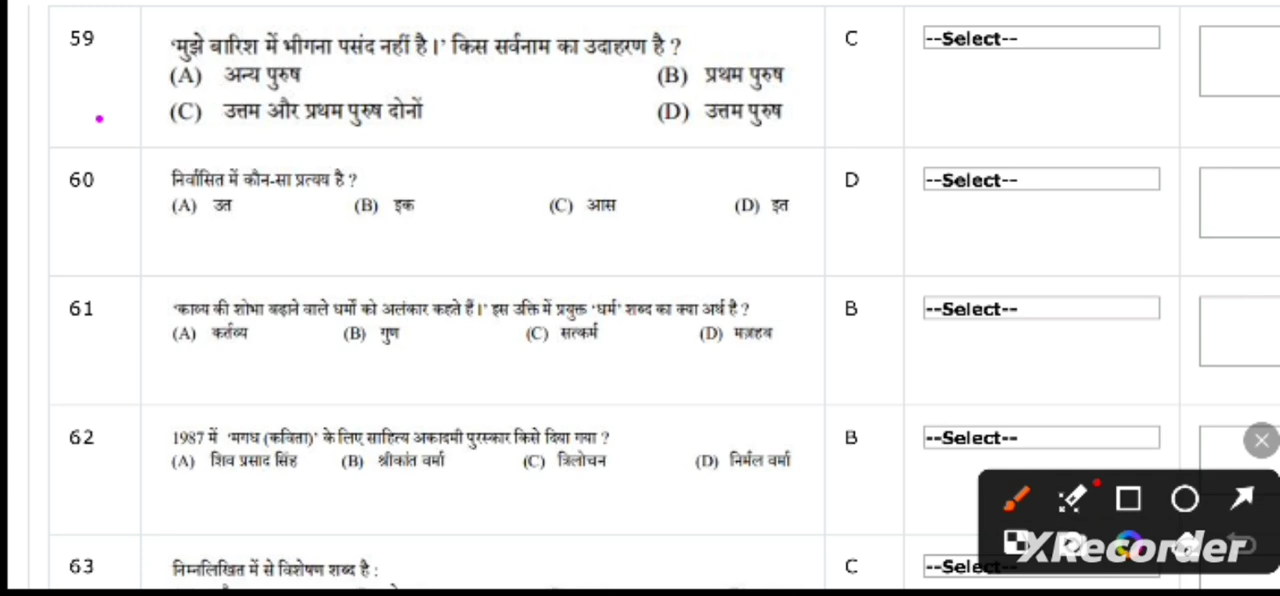 59 'मुझे बारिश में भीगना पसंद नहीं है।' किस सर्वनाम का उदाहरण है ? C --Select--
(A) अन्य पुरुष (B) प्रथम पुरुष
(C) उत्तम और प्रथम पुरुष दोनों (D) उत्तम पुरुष
60 निर्वासित में कौन-सा प्रत्यय है ? D --Select--
(A) उत (B) इक (C) आस (D) इत
61 'काव्य की शोभा बढ़ाने वाले धर्मों को अलंकार कहते हैं।' इस उक्ति में प्रयुक्त 'धर्म' शब्द का क्या अर्थ है ? B --Select--
(A) कर्तव्य (B) गुण (C) सत्कर्म (D) मज़हब
62 1987 में 'मगध (कविता)' के लिए साहित्य अकादमी पुरस्कार किसे दिया गया ? B --Select--
(A) शिव प्रसाद सिंह (B) श्रीकांत वर्मा (C) त्रिलोचन (D) निर्मल वर्मा
XRecorder
63 निम्नलिखित में से विशेषण शब्द है : C --Select--